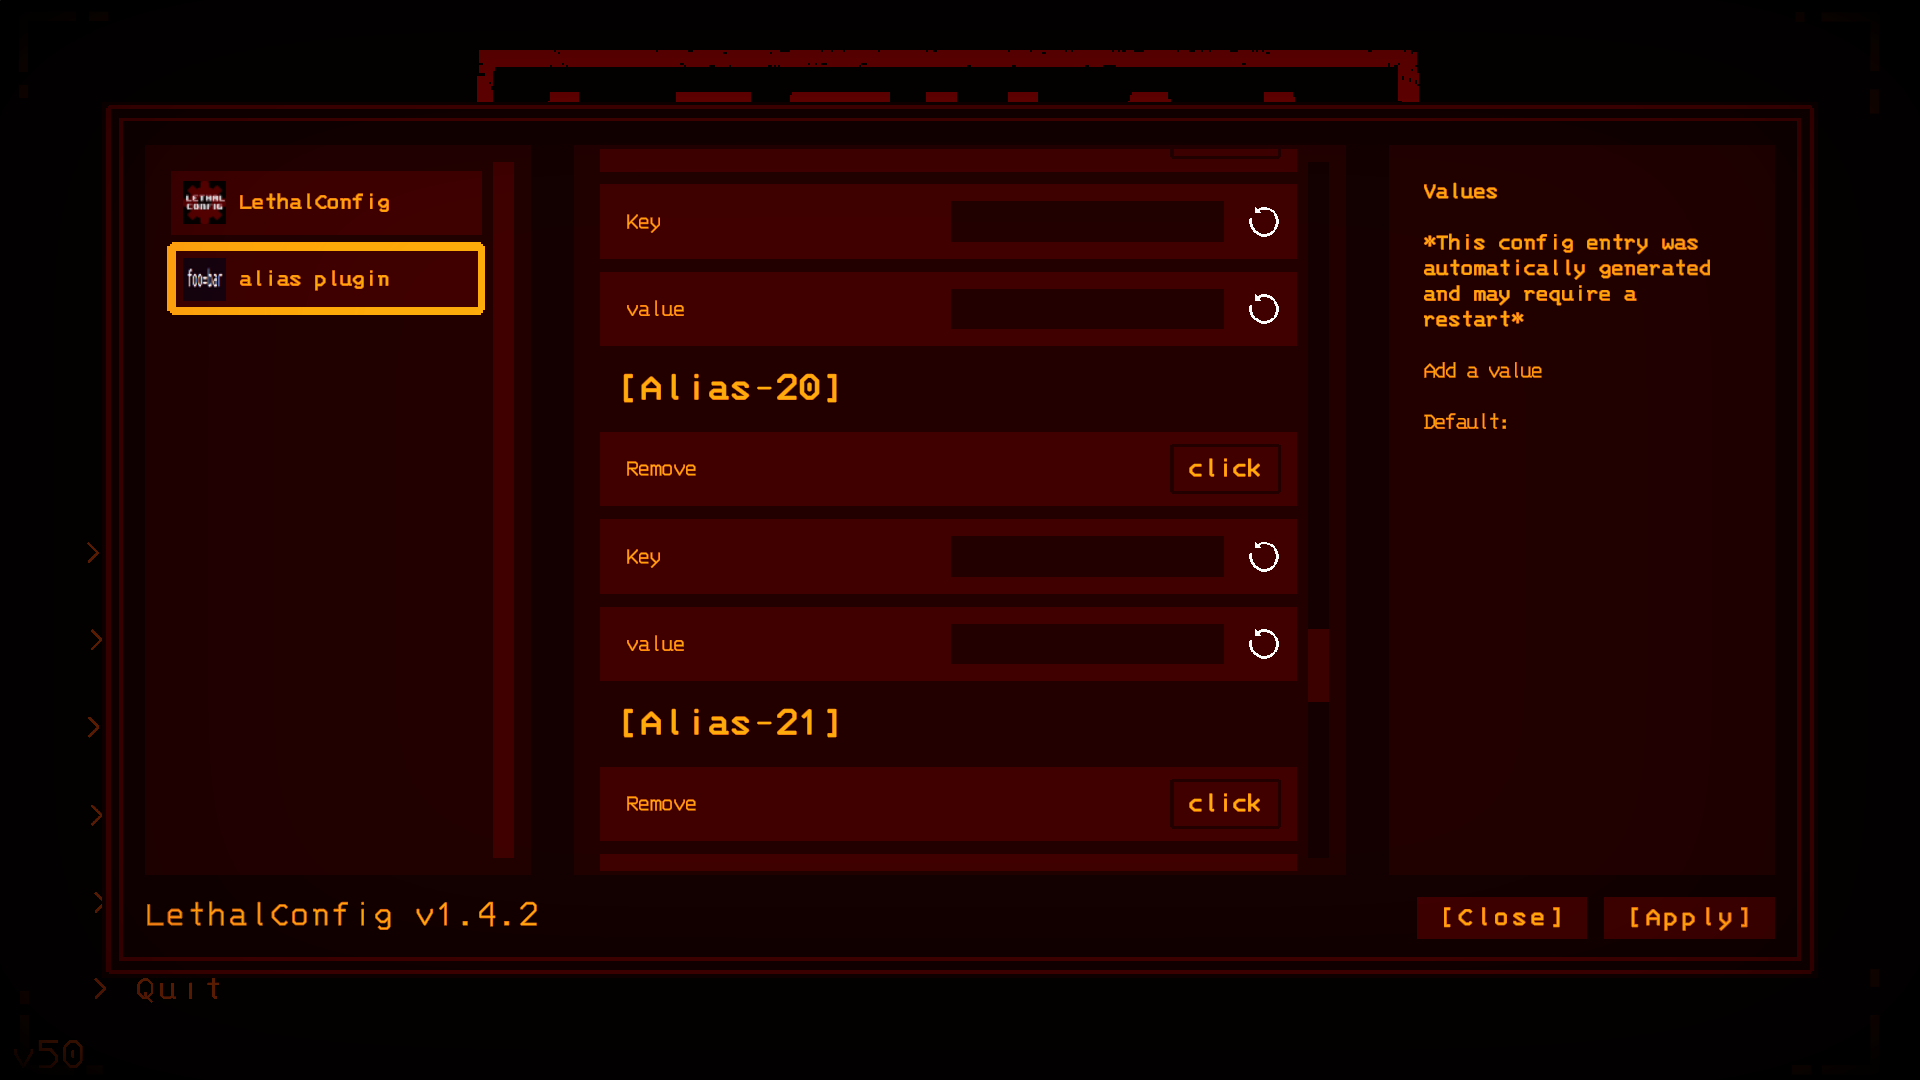 LETHAL
CONFIG
LethalConfig
foo=bar
alias plugin
Key
value
[Alias-20]
Remove
click
Key
value
[Alias-21]
Remove
click
Values
*This config entry was
automatically generated
and may require a
restart*
Add a value
Default:
LethalConfig v1.4.2
[Close]
[Apply]
> Quit
v50